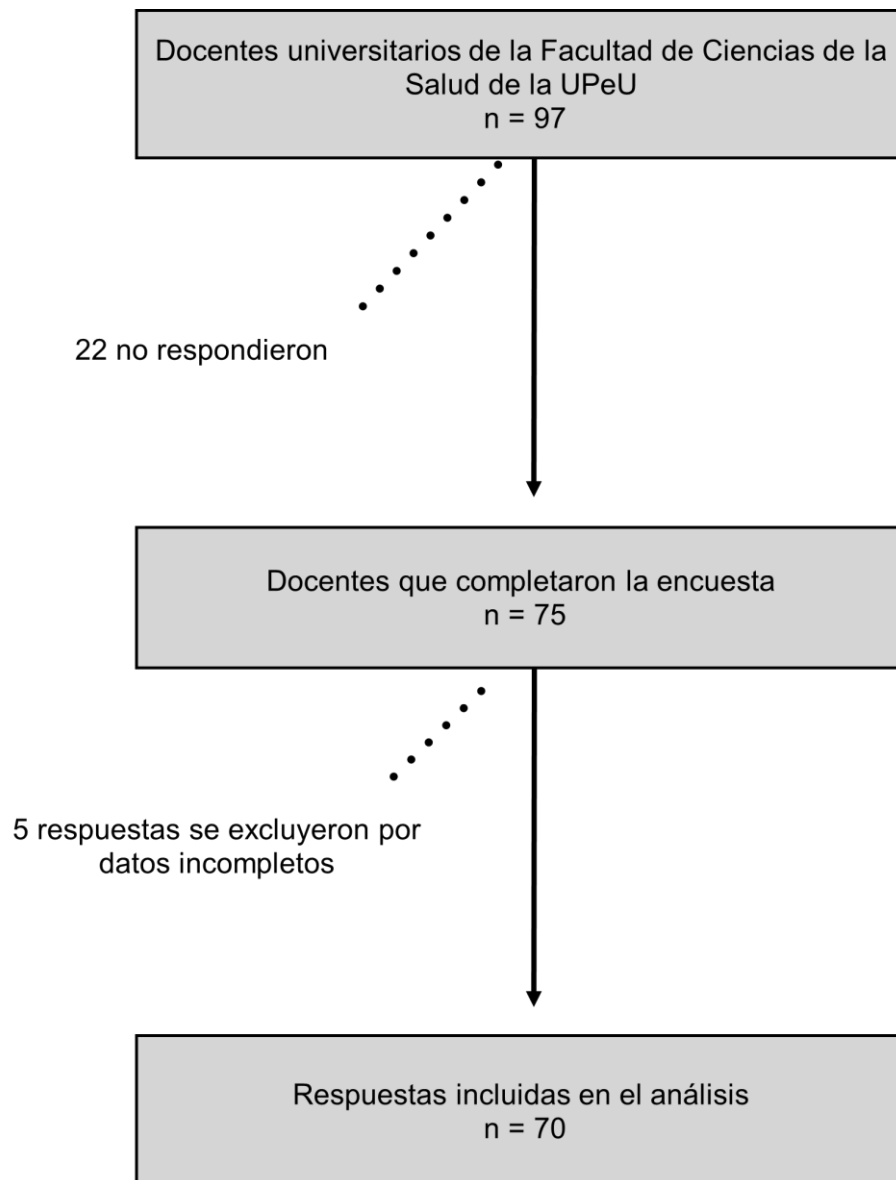 Docentes universitarios de la Facultad de Ciencias de la
Salud de la UPeU
n = 97
22 no respondieron
Docentes que completaron la encuesta
n = 75
5 respuestas se excluyeron por
datos incompletos
Respuestas incluidas en el análisis
n = 70